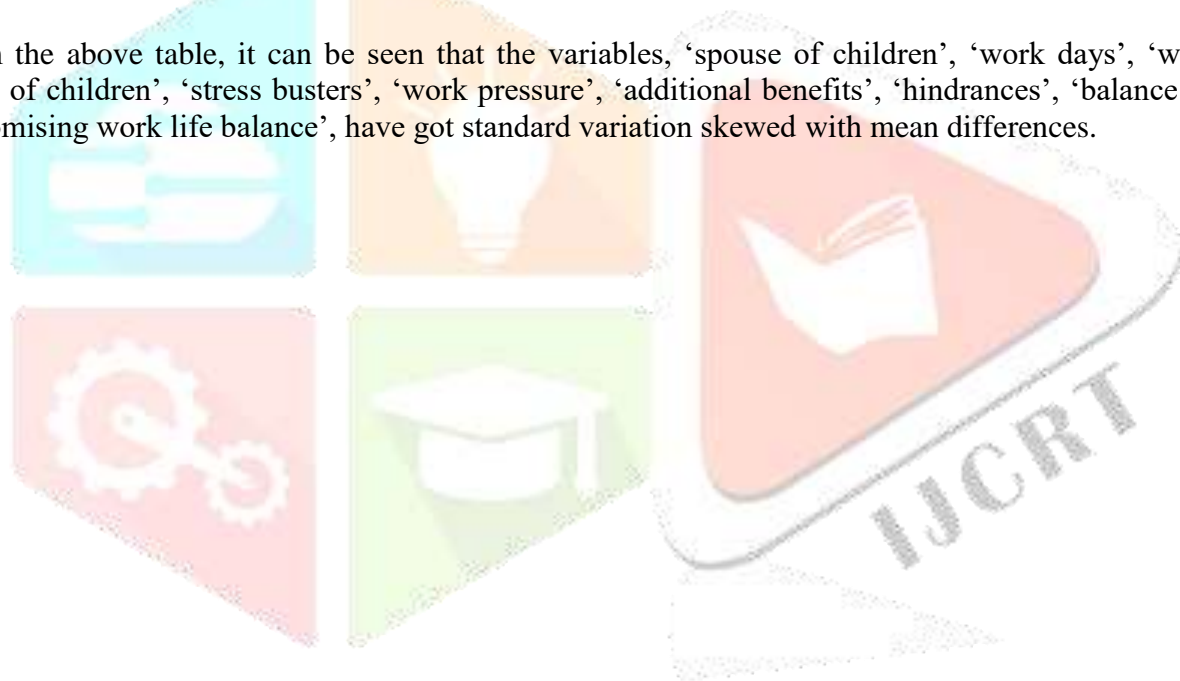 the above table, it can be seen that the variables, ‘spouse of children’, ‘work days’,
of children’, ‘stress busters’, ‘work pressure’, ‘additional benefits’, ‘hindrances’, ‘balance
work life balance’, have got standard variation skewed with mean differences.
IJCRT